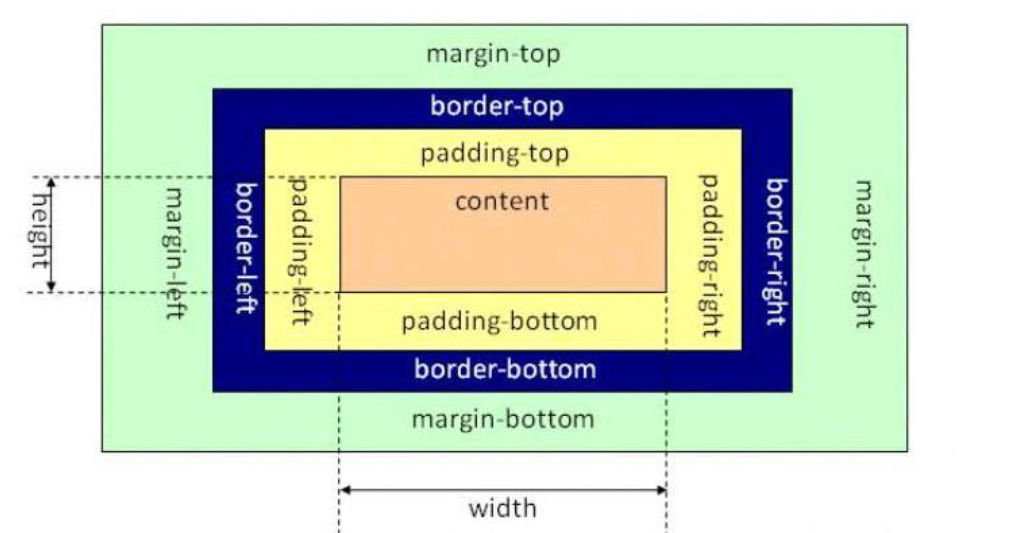 margin-top
border-top
padding-top
height
margin-left
border-left
padding-left
content
padding-right
border-right
margin-right
padding-bottom
border-bottom
margin-bottom
width